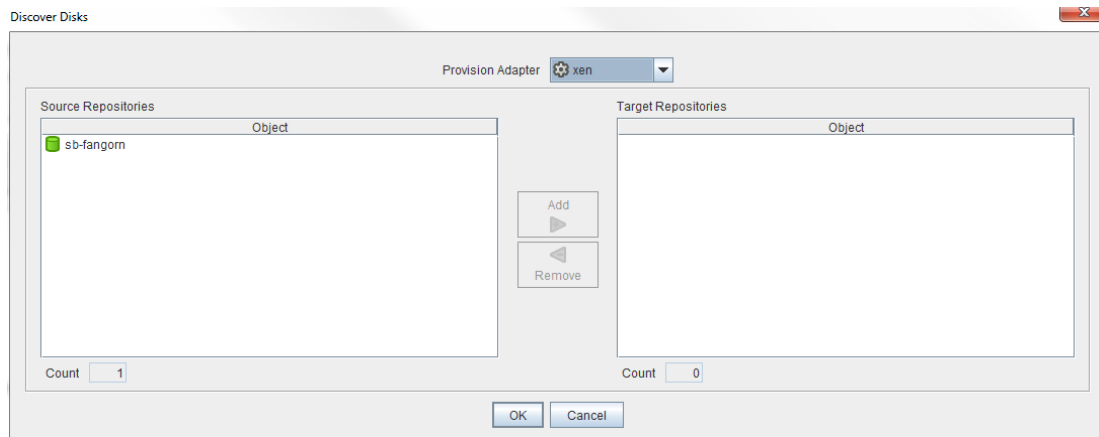 Discover Disks
Provision Adapter xen
Source Repositories
Object
sb-fangorn
Count 1
Add
Remove
Target Repositories
Object
Count 0
OK Cancel